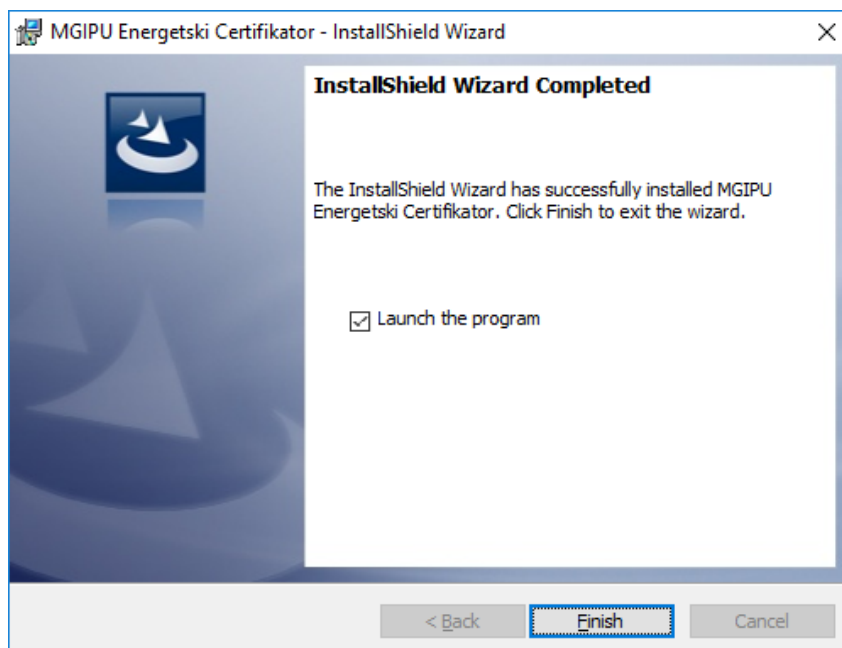 MGIPU Energetski Certifikator - InstallShield Wizard
InstallShield Wizard Completed
The InstallShield Wizard has successfully installed MGIPU
Energetski Certifikator. Click Finish to exit the wizard.
Launch the program
< Back
Finish
Cancel